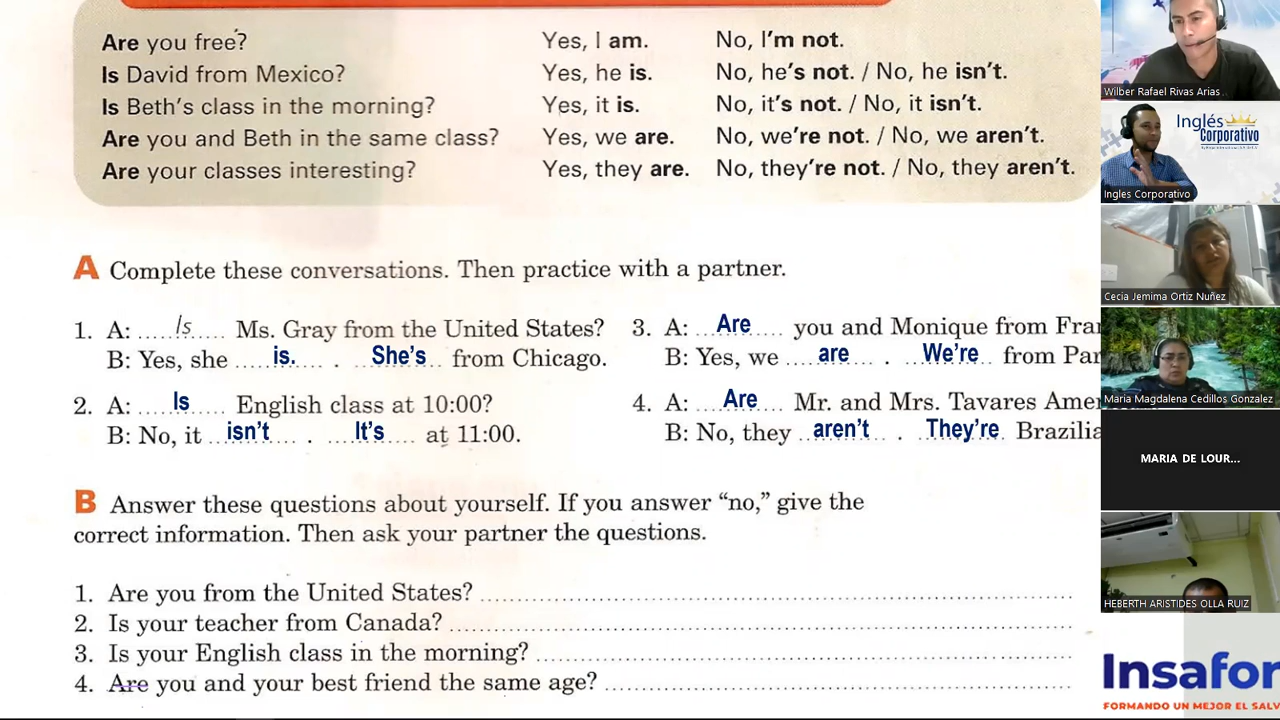 Are you free? Yes, I am. No, I'm not.
Is David from Mexico? Yes, he is. No, he's not. / No, he isn't.
Is Beth's class in the morning? Yes, it is. No, it's not. / No, it isn't.
Are you and Beth in the same class? Yes, we are. No, we're not. / No, we aren't.
Are your classes interesting? Yes, they are. No, they're not. / No, they aren't.
A Complete these conversations. Then practice with a partner.
1. A: Is Ms. Gray from the United States?
B: Yes, she is. . She's from Chicago.
2. A: Is English class at 10:00?
B: No, it isn't . It's at 11:00.
3. A: Are you and Monique from Fra
B: Yes, we are . We're from Par
4. A: Are Mr. and Mrs. Tavares Ame
B: No, they aren't . They're Brazilia
B Answer these questions about yourself. If you answer “no,” give the
correct information. Then ask your partner the questions.
1. Are you from the United States?
2. Is your teacher from Canada?
3. Is your English class in the morning?
4. Are you and your best friend the same age?
Wilber Rafael Rivas Arias
Inglés
Corporativo
Ingles Corporativo
Cecia Jemima Ortiz Nuñez
Maria Magdalena Cedillos Gonzalez
MARIA DE LOUR...
HEBERTH ARISTIDES OLLA RUIZ
Insafor
FORMANDO UN MEJOR EL SALV